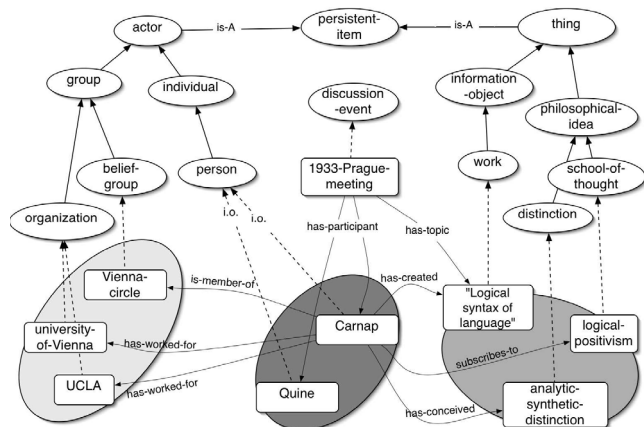 actor
is-A
persistent-
item
is-A
thing
group
individual
discussion
-event
information
-object
philosophical-
idea
belief-
group
person
1933-Prague-
meeting
work
school-of-
thought
organization
i.o.
i.o.
has-participant
has-topic
distinction
Vienna-
circle
is-member-of
has-created
"Logical
syntax of
language"
university-
of-Vienna
has-worked-for
Carnap
subscribes-to
logical-
positivism
UCLA
has-worked-for
Quine
has-conceived
analytic-
synthetic-
distinction